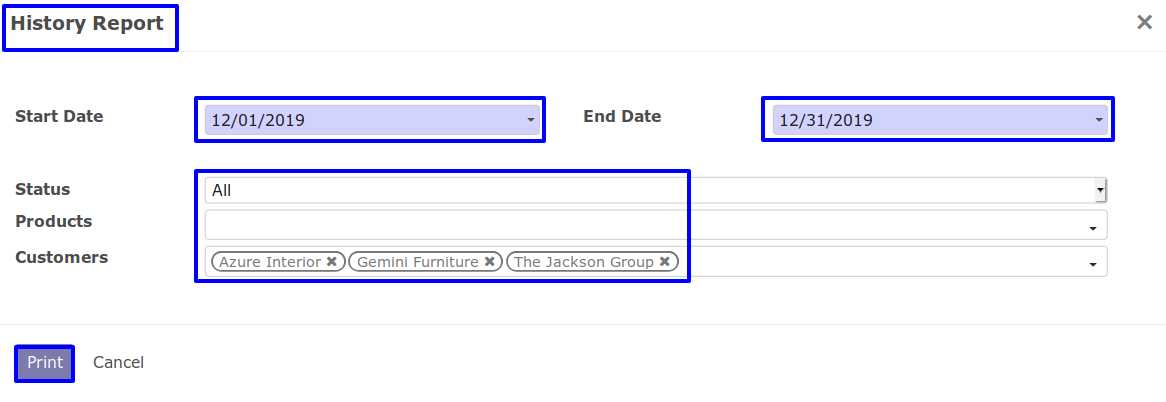 History Report ✕
Start Date 12/01/2019 End Date 12/31/2019
Status All
Products
Customers Azure Interior ✖ Gemini Furniture ✖ The Jackson Group ✖
Print Cancel